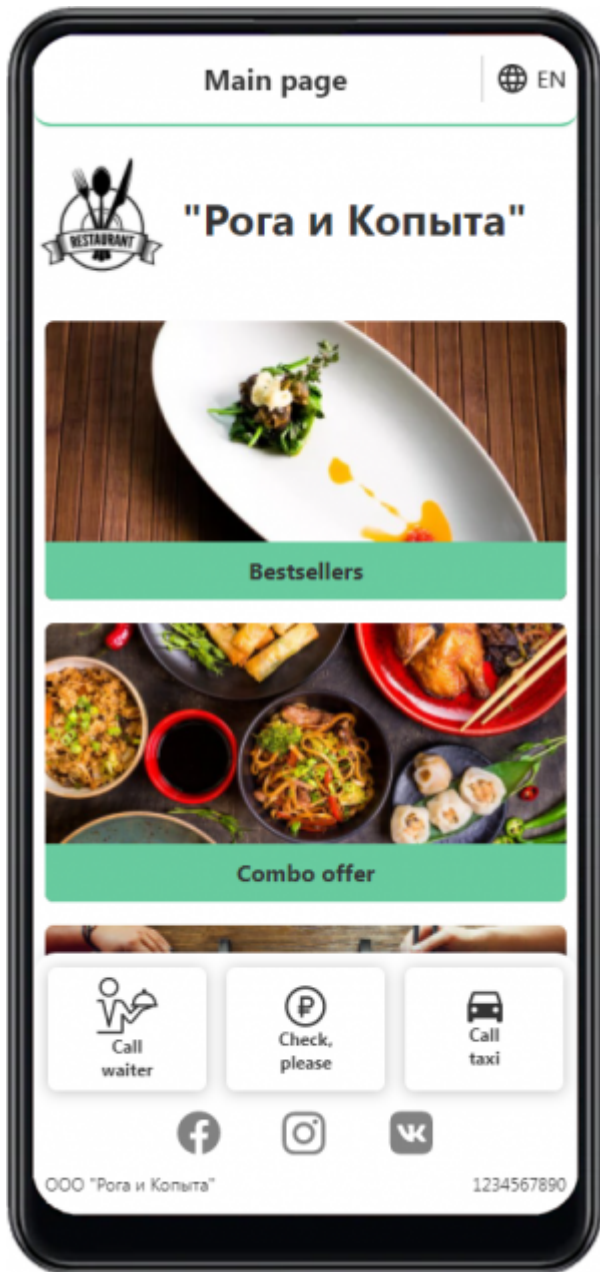 Main page
EN
RESTAURANT
"Рога и Копыта"
Bestsellers
Combo offer
Call
waiter
Check,
please
Call
taxi
ООО "Рога и Копыта"
1234567890